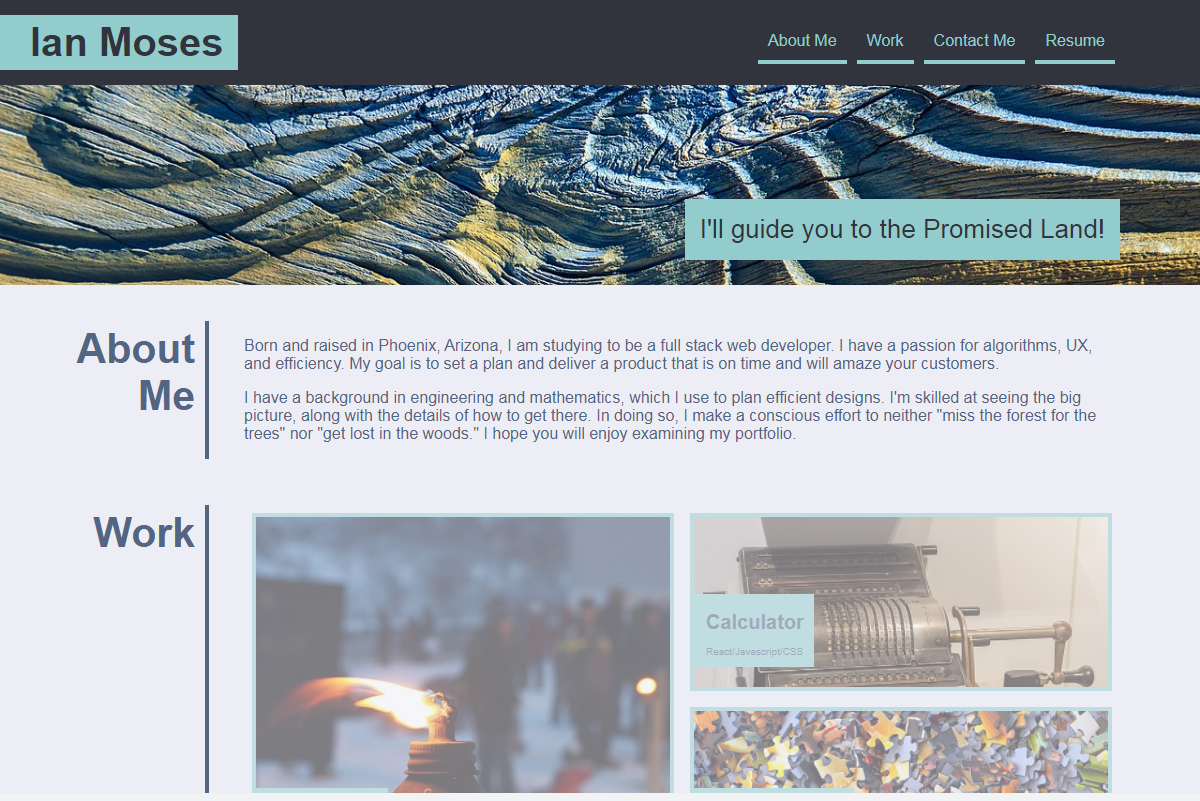 Ian Moses
About Me
Work
Contact Me
Resume
I'll guide you to the Promised Land!
About
Me
Born and raised in Phoenix, Arizona, I am studying to be a full stack web developer. I have a passion for algorithms, UX,
and efficiency. My goal is to set a plan and deliver a product that is on time and will amaze your customers.
I have a background in engineering and mathematics, which I use to plan efficient designs. I'm skilled at seeing the big
picture, along with the details of how to get there. In doing so, I make a conscious effort to neither "miss the forest for the
trees" nor "get lost in the woods." I hope you will enjoy examining my portfolio.
Work
Calculator
React/Javascript/CSS